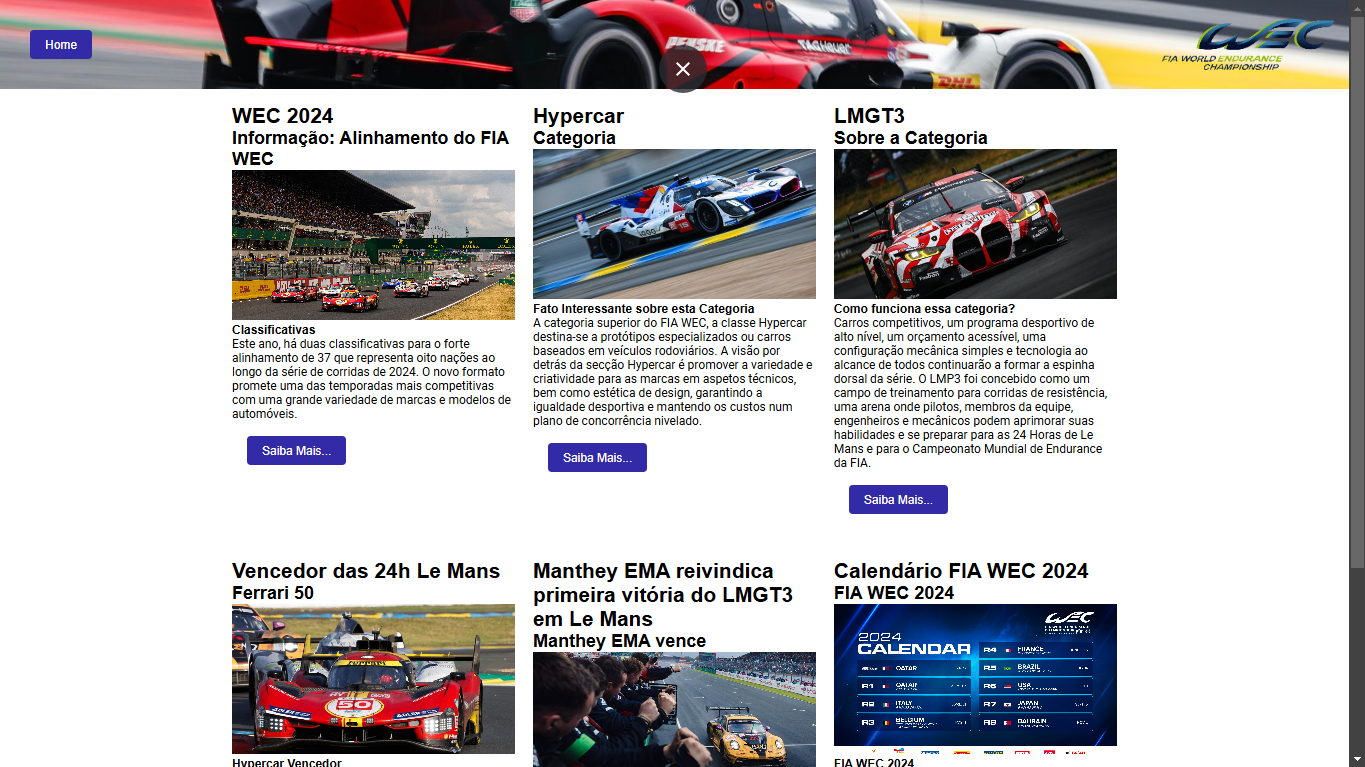 Home
PENSKE
TAGHeuer
DHL
WEC
FIA WORLD ENDURANCE
CHAMPIONSHIP
WEC 2024
Informação: Alinhamento do FIA
WEC
Classificativas
Este ano, há duas classificativas para o forte
alinhamento de 37 que representa oito nações ao
longo da série de corridas de 2024. O novo formato
promete uma das temporadas mais competitivas
com uma grande variedade de marcas e modelos de
automóveis.
Saiba Mais...
Hypercar
Categoria
Fato Interessante sobre esta Categoria
A categoria superior do FIA WEC, a classe Hypercar
destina-se a protótipos especializados ou carros
baseados em veículos rodoviários. A visão por
detrás da secção Hypercar é promover a variedade e
criatividade para as marcas em aspetos técnicos,
bem como estética de design, garantindo a
igualdade desportiva e mantendo os custos num
plano de concorrência nivelado.
Saiba Mais...
LMGT3
Sobre a Categoria
Como funciona essa categoria?
Carros competitivos, um programa desportivo de
alto nível, um orçamento acessível, uma
configuração mecânica simples e tecnologia ao
alcance de todos continuarão a formar a espinha
dorsal da série. O LMP3 foi concebido como um
campo de treinamento para corridas de resistência,
uma arena onde pilotos, membros da equipe,
engenheiros e mecânicos podem aprimorar suas
habilidades e se preparar para as 24 Horas de Le
Mans e para o Campeonato Mundial de Endurance
da FIA.
Saiba Mais...
Vencedor das 24h Le Mans
Ferrari 50
50
Hypercar Vencedor
Manthey EMA reivindica
primeira vitória do LMGT3
em Le Mans
Manthey EMA vence
Calendário FIA WEC 2024
FIA WEC 2024
WEC
2024
CALENDAR
QATAR
R1 QATAR
R2 ITALY
R3 BELGIUM
R4 FRANCE
R5 BRAZIL
R6 USA
R7 JAPAN
R8 BAHRAIN
FIA WEC 2024